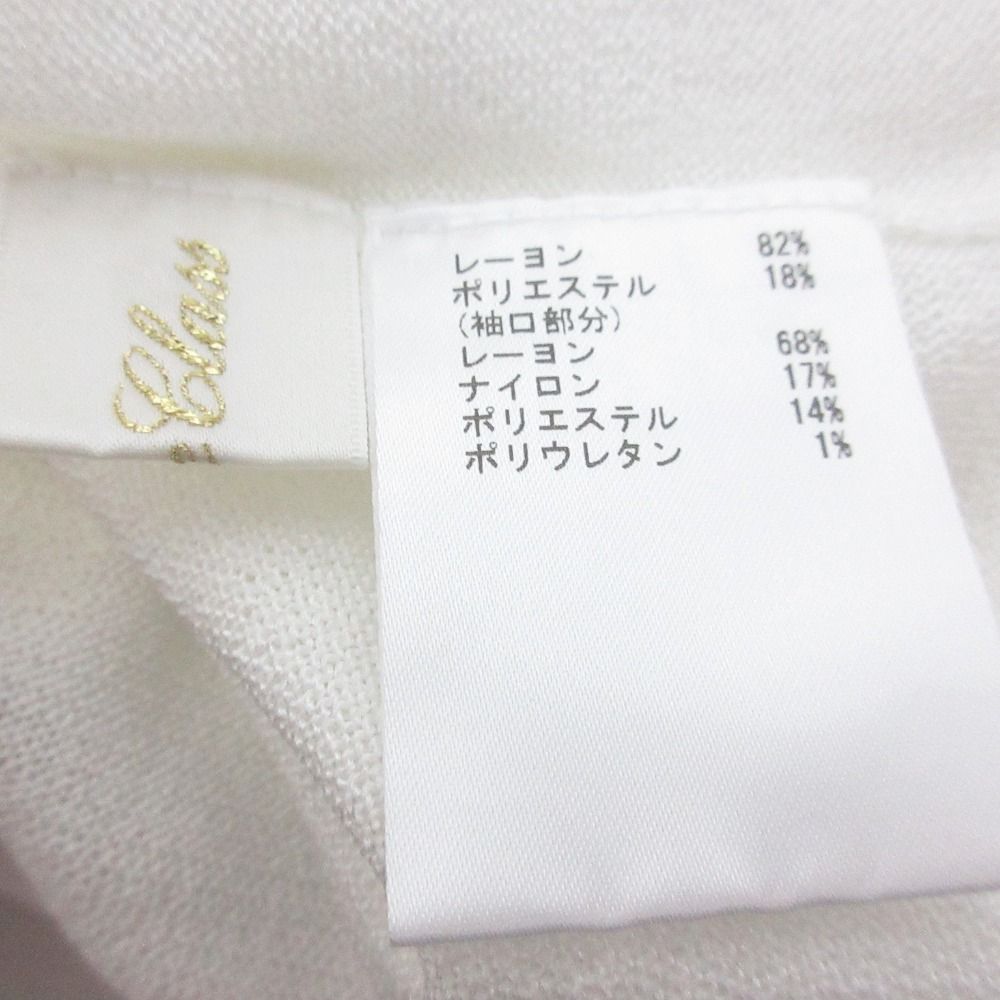 Class
レーヨン 82%
ポリエステル 18%
(袖口部分)
レーヨン 68%
ナイロン 17%
ポリエステル 14%
ポリウレタン 1%